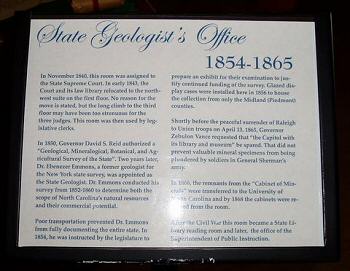 State Geologist's Office
1854-1865
In November 1840, this room was assigned to
the State Supreme Court. In early 1843, the
Court and its law library relocated to the north-
west suite on the first floor. No reason for the
move is stated, but the long climb to the third
floor may have been too strenuous for the
three judges. This room was then used by leg-
islative clerks.
In 1850, Governor David S. Reid authorized a
"Geological, Mineralogical, Botanical, and Ag-
ricultural Survey of the State". Two years later,
Dr. Ebenezer Emmons, a former geologist for
the New York state survey, was appointed as
the State Geologist. Dr. Emmons conducted his
survey from 1852-1860 to determine both the
scope of North Carolina's natural resources
and their commercial potential.
Poor transportation prevented Dr. Emmons
from fully documenting the entire state. In
1854, he was instructed by the legislature to
prepare an exhibit for their examination to jus-
tify continued funding of the survey. Glazed dis-
play cases were installed here in 1856 to house
the collection from only the Midland (Piedmont)
counties.
Shortly before the peaceful surrender of Raleigh
to Union troops on April 13, 1865, Governor
Zebulon Vance requested that "the Capitol with
its library and museum" be spared. That did not
prevent valuable mineral specimens from being
plundered by soldiers in General Sherman's
army.
In 1866, the remnants from the "Cabinet of Min-
erals" were transferred to the University of
North Carolina and by 1868 the cabinets were re-
from the room.
After the Civil War this room became a State Li-
brary reading room and later, the office of the
Superintendent of Public Instruction.